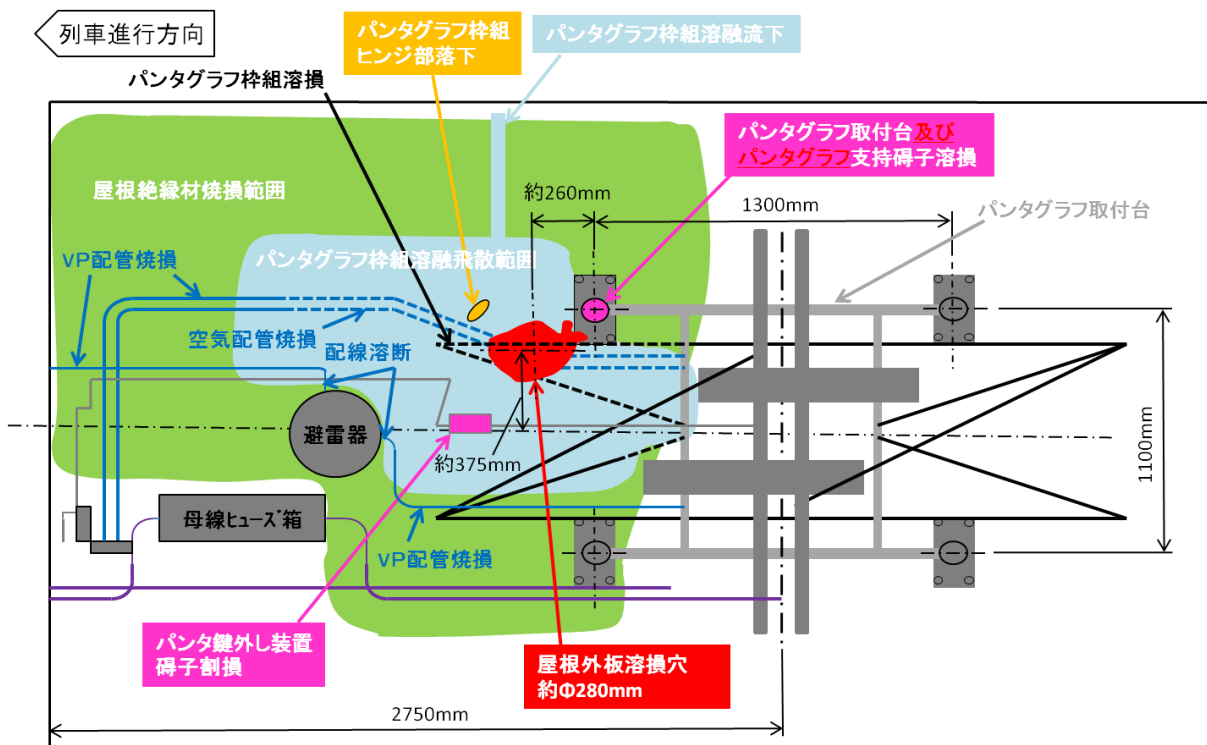 列車進行方向
パンタグラフ枠組
ヒンジ部落下
パンタグラフ枠組溶融流下
パンタグラフ枠組溶損
パンタグラフ取付台及び
パンタグラフ支持碍子溶損
屋根絶縁材焼損範囲
約260mm
1300mm
パンタグラフ取付台
VP配管焼損
パンタグラフ枠組溶融飛散範囲
空気配管焼損
配線溶断
避雷器
約375mm
1100mm
母線ヒューズ箱
VP配管焼損
パンタ鍵外し装置
碍子割損
屋根外板溶損穴
約Φ280mm
2750mm